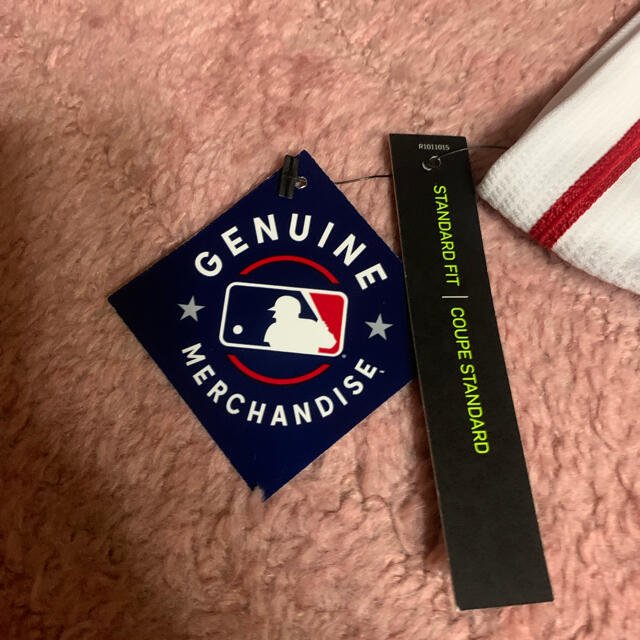 GENUINE
MERCHANDISE
R1011015
STANDARD FIT | COUPE STANDARD